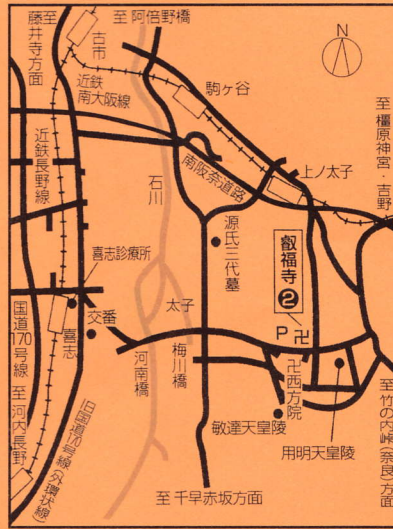 至藤井寺方面
古市
至阿倍野橋
近鉄
南大阪線
駒ヶ谷
N
至橿原神宮・吉野
近鉄長野線
石川
南阪奈道路
上ノ太子
源氏三代墓
叡福寺
2
喜志診療所
太子
交番
P卍
国道
170
号線
喜志
河南橋
梅川橋
卍西方院
至河内長野
旧国道170号線(外環状線)
敏達天皇陵
用明天皇陵
至竹の内峠(奈良)方面
至千早赤坂方面